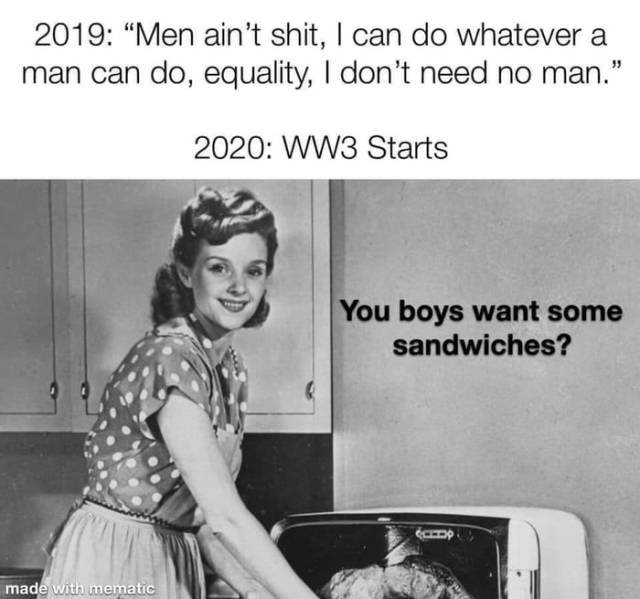 2019: “Men ain’t shit, I can do whatever a
man can do, equality, I don’t need no man.”
2020: WW3 Starts
You boys want some
sandwiches?
made with mematic